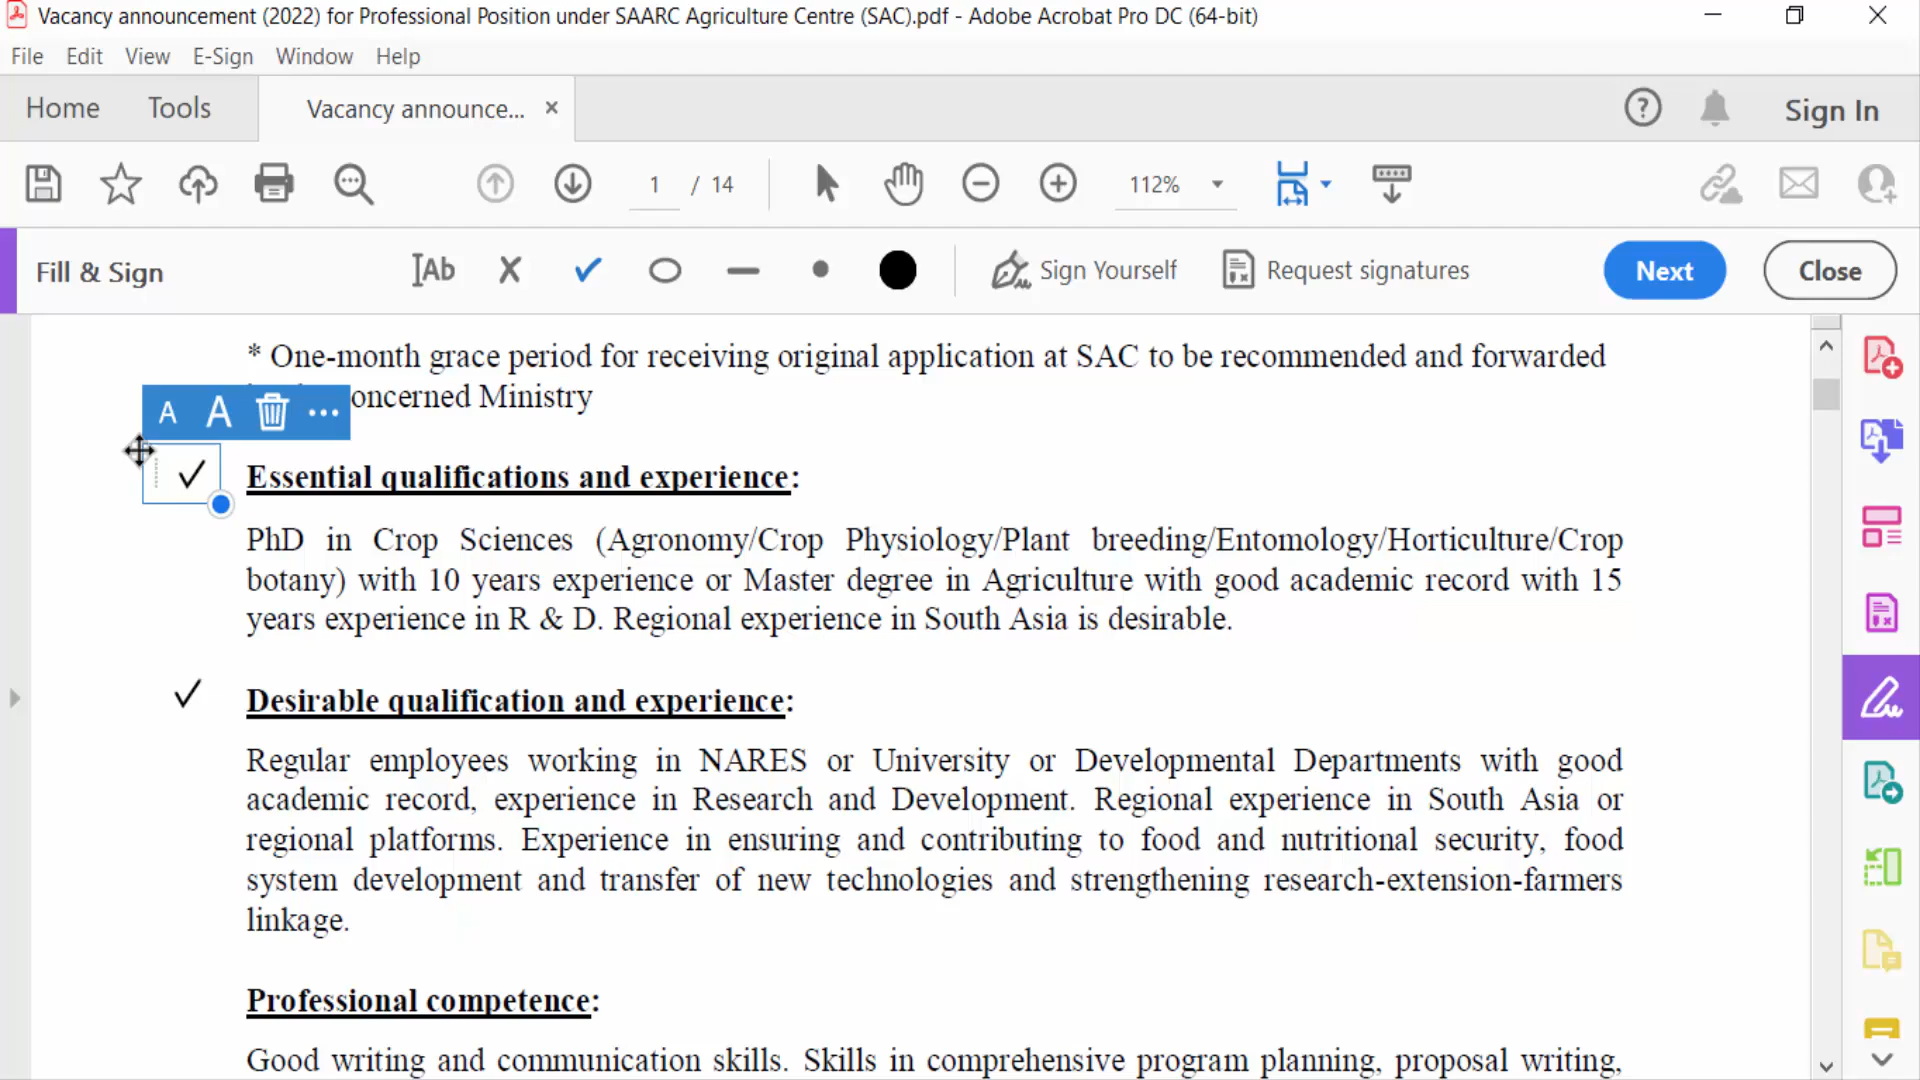 Vacancy announcement (2022) for Professional Position under SAARC Agriculture Centre (SAC).pdf - Adobe Acrobat Pro DC (64-bit)
File Edit View E-Sign Window Help
Home Tools Vacancy announce... Sign In
1 / 14 112%
Fill & Sign Ab Sign Yourself Request signatures Next Close
* One-month grace period for receiving original application at SAC to be recommended and forwarded
oncerned Ministry
A A
Essential qualifications and experience:
PhD in Crop Sciences (Agronomy/Crop Physiology/Plant breeding/Entomology/Horticulture/Crop
botany) with 10 years experience or Master degree in Agriculture with good academic record with 15
years experience in R & D. Regional experience in South Asia is desirable.
Desirable qualification and experience:
Regular employees working in NARES or University or Developmental Departments with good
academic record, experience in Research and Development. Regional experience in South Asia or
regional platforms. Experience in ensuring and contributing to food and nutritional security, food
system development and transfer of new technologies and strengthening research-extension-farmers
linkage.
Professional competence:
Good writing and communication skills. Skills in comprehensive program planning, proposal writing,